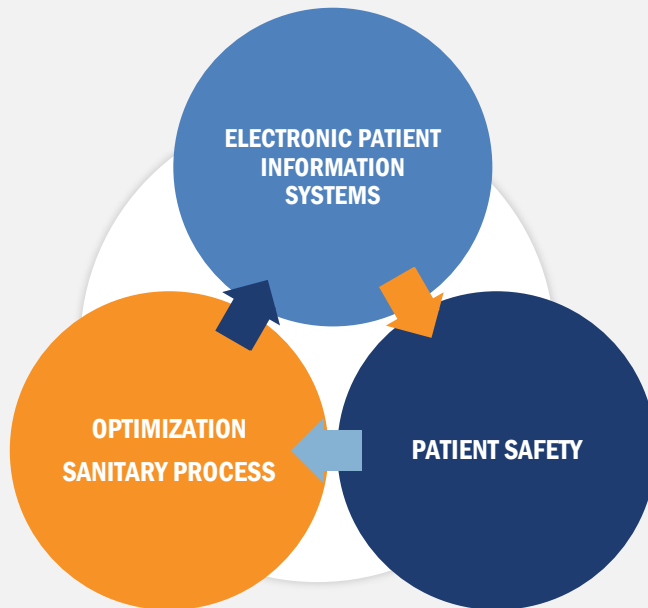 ELECTRONIC PATIENT
INFORMATION
SYSTEMS
OPTIMIZATION
SANITARY PROCESS
PATIENT SAFETY